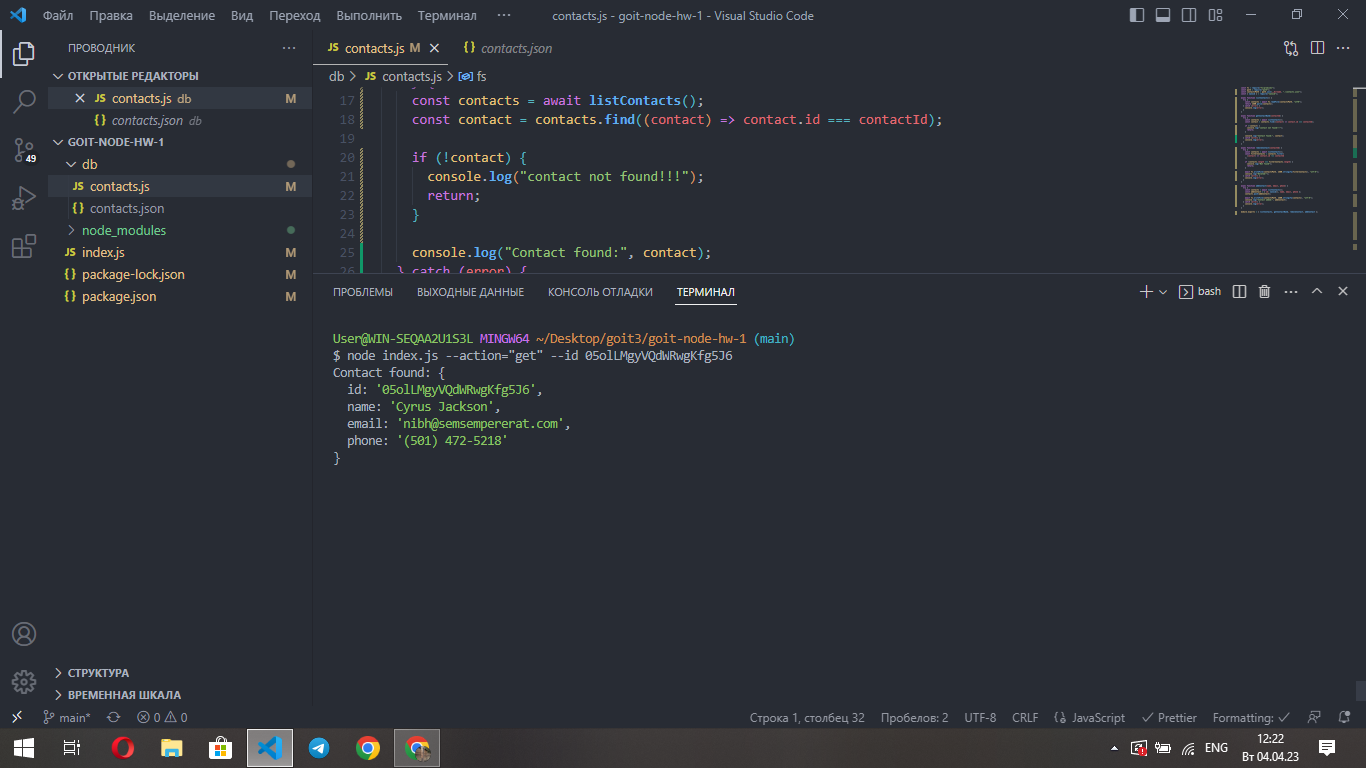 Файл Правка Выделение Вид Переход Выполнить Терминал ··· contacts.js - goit-node-hw-1 - Visual Studio Code
ПРОВОДНИК ···
JS contacts.js M
{} contacts.json
ОТКРЫТЫЕ РЕДАКТОРЫ
JS contacts.js db M
{} contacts.json db
GOIT-NODE-HW-1
db
JS contacts.js M
{} contacts.json
node_modules
JS index.js M
{} package-lock.json M
{} package.json M
49
СТРУКТУРА
ВРЕМЕННАЯ ШКАЛА
db > JS contacts.js > fs
17 const contacts = await listContacts();
18 const contact = contacts.find((contact) => contact.id === contactId);
19
20 if (!contact) {
21 console.log("contact not found!!!");
22 return;
23 }
24
25 console.log("Contact found:", contact);
26 } catch (error) {
ПРОБЛЕМЫ ВЫХОДНЫЕ ДАННЫЕ КОНСОЛЬ ОТЛАДКИ ТЕРМИНАЛ bash
User@WIN-SEQAA2U1S3L MINGW64 ~/Desktop/goit3/goit-node-hw-1 (main)
$ node index.js --action="get" --id 05olLMgyVQdWRwgKfg5J6
Contact found: {
id: '05olLMgyVQdWRwgKfg5J6',
name: 'Cyrus Jackson',
email: 'nibh@semsempererat.com',
phone: '(501) 472-5218'
}
main* 0 0 Строка 1, столбец 32 Пробелов: 2 UTF-8 CRLF {} JavaScript Prettier Formatting:
ENG
12:22
Вт 04.04.23